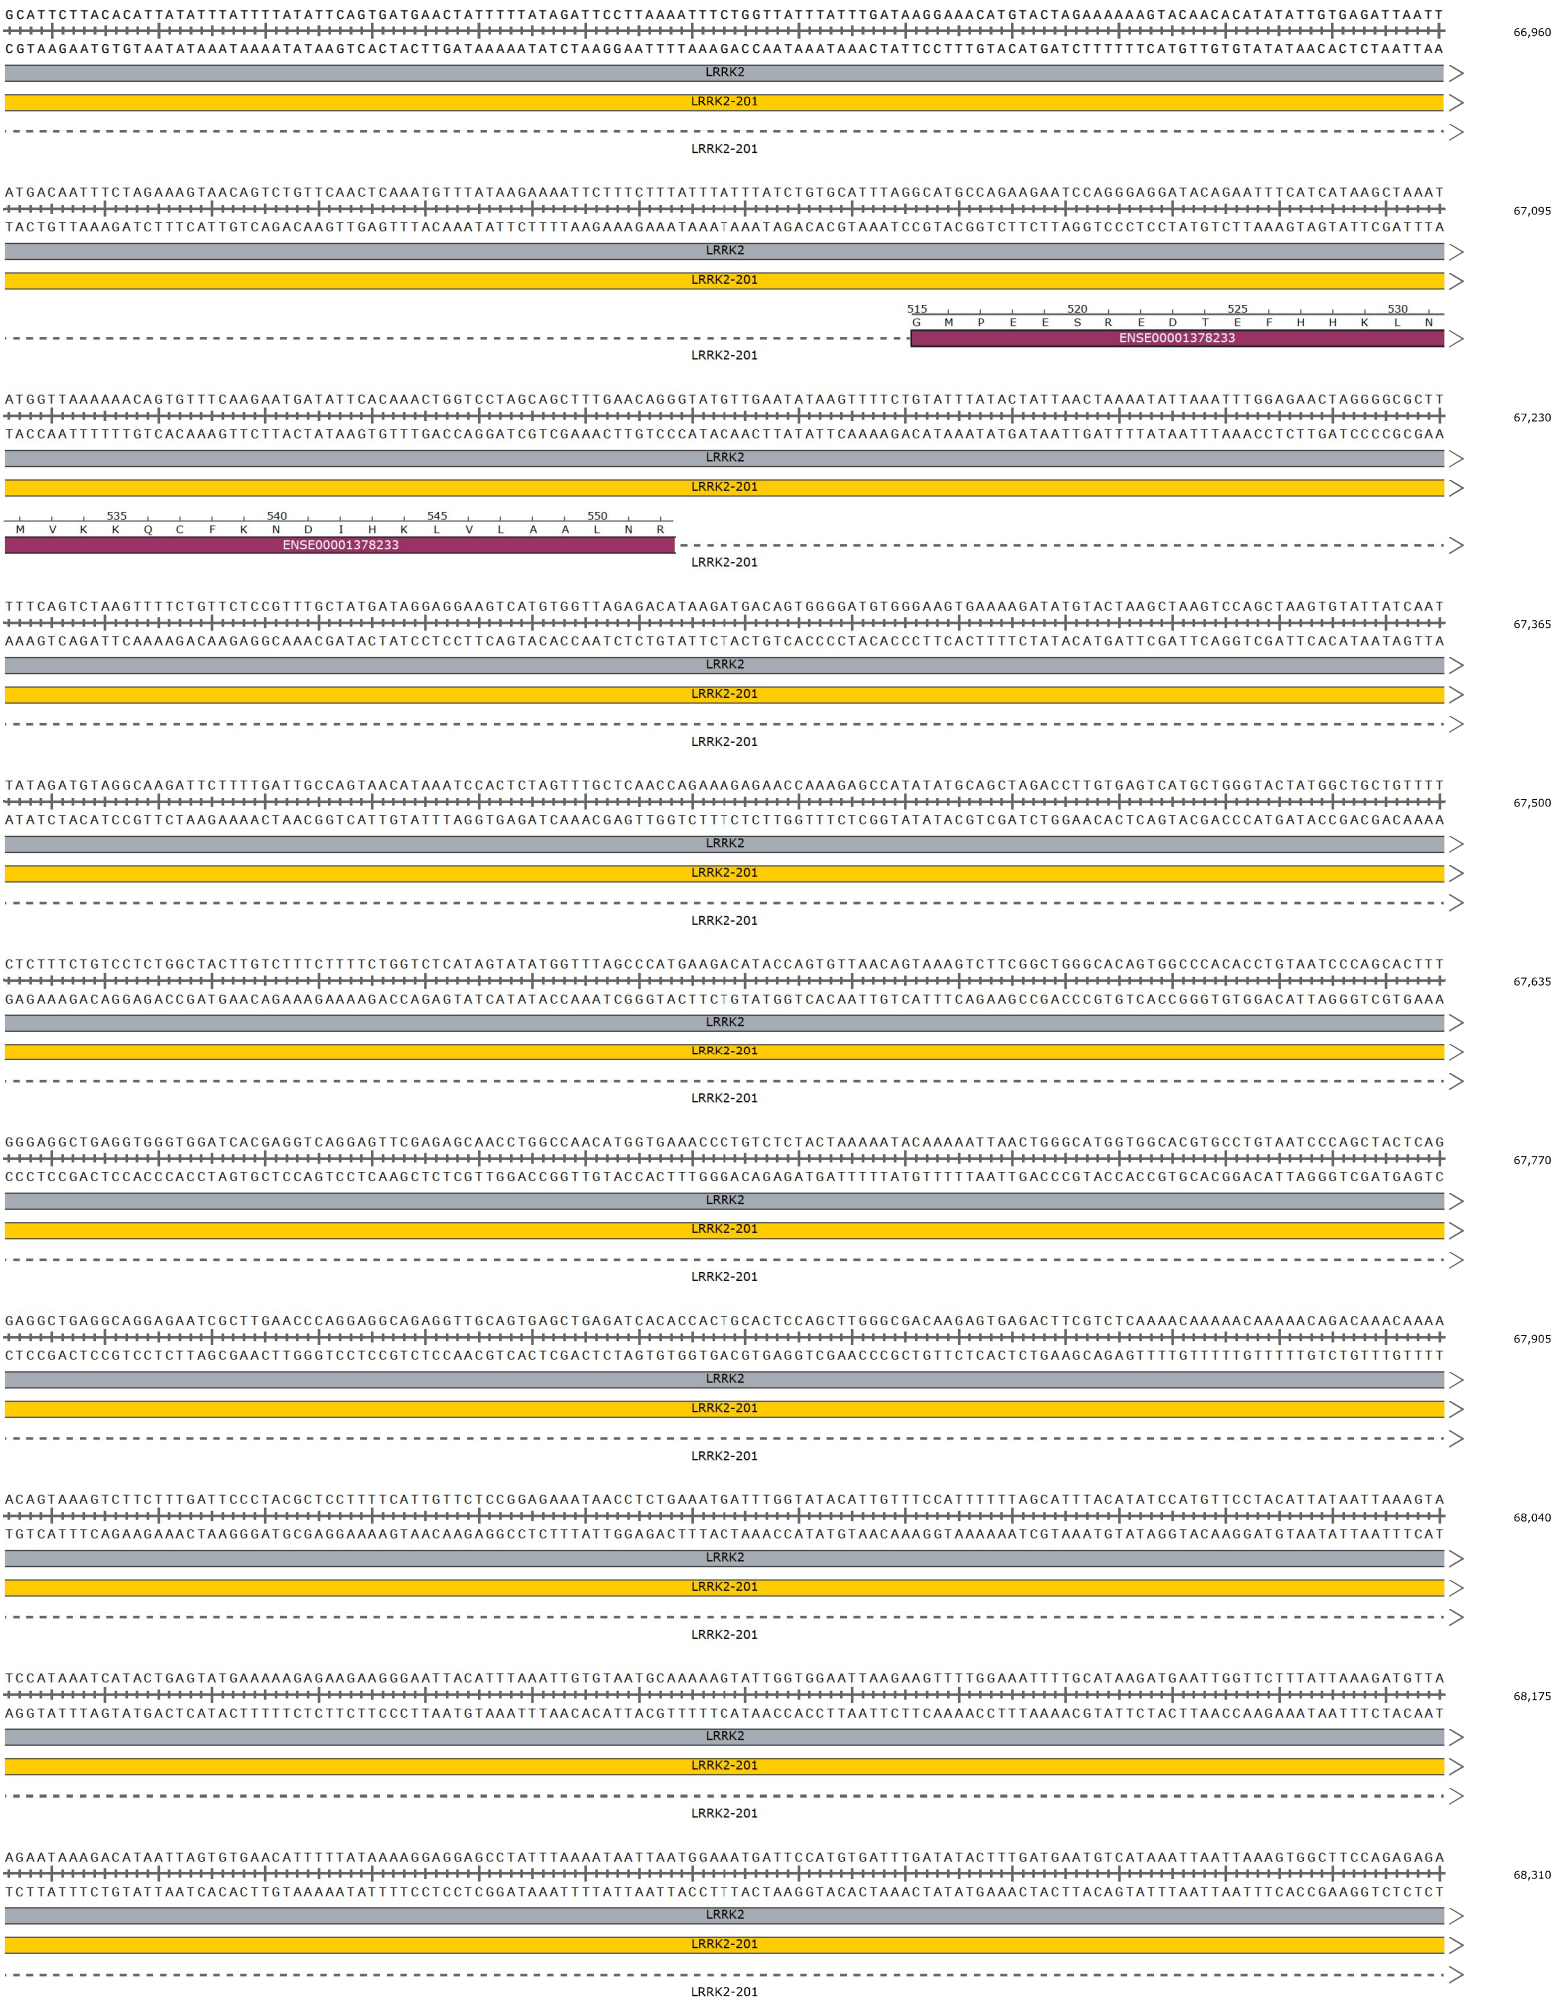 GCATTCTTACACATTATATTTATTTTATATTCAGTGATGAACTATTTTTATAGATTCCTTAAAATTTCTGGTTATTTATTTGATAAGGAAACATGTACTAGAAAAAAGTACAACACATATATTGTGAGATTAATT
66,960
CGTAAGAATGTGTAATATAAATAAAATATAAGTCACTACTTGATAAAAATATCTAAGGAATTTTAAAGACCAATAAATAAACTATTCCTTTGTACATGATCTTTTTTCATGTTGTGTATATAACACTCTAATTAA
LRRK2
LRRK2-201
LRRK2-201
ATGACAATTTCTAGAAAGTAACAGTCTGTTCAACTCAAATGTTTATAAGAAAATTCTTTCTTTATTTATTTATCTGTGCATTTAGGCATGCCAGAAGAATCCAGGGAGGATACAGAATTTCATCATAAGCTAAAT
67,095
TACTGTTAAAGATCTTTCATTGTCAGACAAGTTGAGTTTACAAATATTCTTTTAAGAAAGAAATAAATAAATAGACACGTAAATCCGTACGGTCTTCTTAGGTCCCTCCTATGTCTTAAAGTAGTATTCGATTTA
LRRK2
LRRK2-201
515 520 525 530
G M P E E S R E D T E F H H K L N
ENSE00001378233
LRRK2-201
ATGGTTAAAAAACAGTGTTTCAAGAATGATATTCACAAACTGGTCCTAGCAGCTTTGAACAGGGTATGTTGAATATAAGTTTTCTGTATTTATACTATTAACTAAAATATTAAATTTGGAGAACTAGGGGCGCTT
67,230
TACCAATTTTTTGTCACAAAGTTCTTACTATAAGTGTTTGACCAGGATCGTCGAAACTTGTCCCATACAACTTATATTCAAAAGACATAAATATGATAATTGATTTTATAATTTAAACCTCTTGATCCCCGCGAA
LRRK2
LRRK2-201
535 540 545 550
M V K K Q C F K N D I H K L V L A A L N R
ENSE00001378233
LRRK2-201
TTTCAGTCTAAGTTTTCTGTTCTCCGTTTGCTATGATAGGAGGAAGTCATGTGGTTAGAGACATAAGATGACAGTGGGGATGTGGGAAGTGAAAAGATATGTACTAAGCTAAGTCCAGCTAAGTGTATTATCAAT
67,365
AAAGTCAGATTCAAAAGACAAGAGGCAAACGATACTATCCTCCTTCAGTACACCAATCTCTGTATTCTACTGTCACCCCTACACCCTTCACTTTTCTATACATGATTCGATTCAGGTCGATTCACATAATAGTTA
LRRK2
LRRK2-201
LRRK2-201
TATAGATGTAGGCAAGATTCTTTTGATTGCCAGTAACATAAATCCACTCTAGTTTGCTCAACCAGAAAGAGAACCAAAGAGCCATATATGCAGCTAGACCTTGTGAGTCATGCTGGGTACTATGGCTGCTGTTTT
67,500
ATATCTACATCCGTTCTAAGAAAACTAACGGTCATTGTATTTAGGTGAGATCAAACGAGTTGGTCTTTCTCTTGGTTTCTCGGTATATACGTCGATCTGGAACACTCAGTACGACCCATGATACCGACGACAAAA
LRRK2
LRRK2-201
LRRK2-201
CTCTTTCTGTCCTCTGGCTACTTGTCTTTCTTTTCTGGTCTCATAGTATATGGTTTAGCCCATGAAGACATACCAGTGTTAACAGTAAAGTCTTCGGCTGGGCACAGTGGCCCACACCTGTAATCCCAGCACTTT
67,635
GAGAAAGACAGGAGACCGATGAACAGAAAGAAAAGACCAGAGTATCATATACCAAATCGGGTACTTCTGTATGGTCACAATTGTCATTTCAGAAGCCGACCCGTGTCACCGGGTGTGGACATTAGGGTCGTGAAA
LRRK2
LRRK2-201
LRRK2-201
GGGAGGCTGAGGTGGGTGGATCACGAGGTCAGGAGTTCGAGAGCAACCTGGCCAACATGGTGAAACCCTGTCTCTACTAAAAATACAAAAATTAACTGGGCATGGTGGCACGTGCCTGTAATCCCAGCTACTCAG
67,770
CCCTCCGACTCCACCCACCTAGTGCTCCAGTCCTCAAGCTCTCGTTGGACCGGTTGTACCACTTTGGGACAGAGATGATTTTTATGTTTTTAATTGACCCGTACCACCGTGCACGGACATTAGGGTCGATGAGTC
LRRK2
LRRK2-201
LRRK2-201
GAGGCTGAGGCAGGAGAATCGCTTGAACCCAGGAGGCAGAGGTTGCAGTGAGCTGAGATCACACCACTGCACTCCAGCTTGGGCGACAAGAGTGAGACTTCGTCTCAAAACAAAAACAAAAACAGACAAACAAAA
67,905
CTCCGACTCCGTCCTCTTAGCGAACTTGGGTCCTCCGTCTCCAACGTCACTCGACTCTAGTGTGGTGACGTGAGGTCGAACCCGCTGTTCTCACTCTGAAGCAGAGTTTTGTTTTTGTTTTTGTCTGTTTGTTTT
LRRK2
LRRK2-201
LRRK2-201
ACAGTAAAGTCTTCTTTGATTCCCTACGCTCCTTTTCATTGTTCTCCGGAGAAATAACCTCTGAAATGATTTGGTATACATTGTTTCCATTTTTTAGCATTTACATATCCATGTTCCTACATTATAATTAAAGTA
68,040
TGTCATTTCAGAAGAAACTAAGGGATGCGAGGAAAAGTAACAAGAGGCCTCTTTATTGGAGACTTTACTAAACCATATGTAACAAAGGTAAAAAATCGTAAATGTATAGGTACAAGGATGTAATATTAATTTCAT
LRRK2
LRRK2-201
LRRK2-201
TCCATAAATCATACTGAGTATGAAAAAGAGAAGAAGGGAATTACATTTAAATTGTGTAATGCAAAAAGTATTGGTGGAATTAAGAAGTTTTGGAAATTTTGCATAAGATGAATTGGTTCTTTATTAAAGATGTTA
68,175
AGGTATTTAGTATGACTCATACTTTTTCTCTTCTTCCCTTAATGTAAATTTAACACATTACGTTTTTCATAACCACCTTAATTCTTCAAAACCTTTAAAACGTATTCTACTTAACCAAGAAATAATTTCTACAAT
LRRK2
LRRK2-201
LRRK2-201
AGAATAAAGACATAATTAGTGTGAACATTTTTATAAAAGGAGGAGCCTATTTAAAATAATTAATGGAAATGATTCCATGTGATTTGATATACTTTGATGAATGTCATAAATTAATTAAAGTGGCTTCCAGAGAGA
68,310
TCTTATTTCTGTATTAATCACACTTGTAAAAATATTTTCCTCCTCGGATAAATTTTATTAATTACCTTTACTAAGGTACACTAAACTATATGAAACTACTTACAGTATTTAATTAATTTCACCGAAGGTCTCTCT
LRRK2
LRRK2-201
LRRK2-201